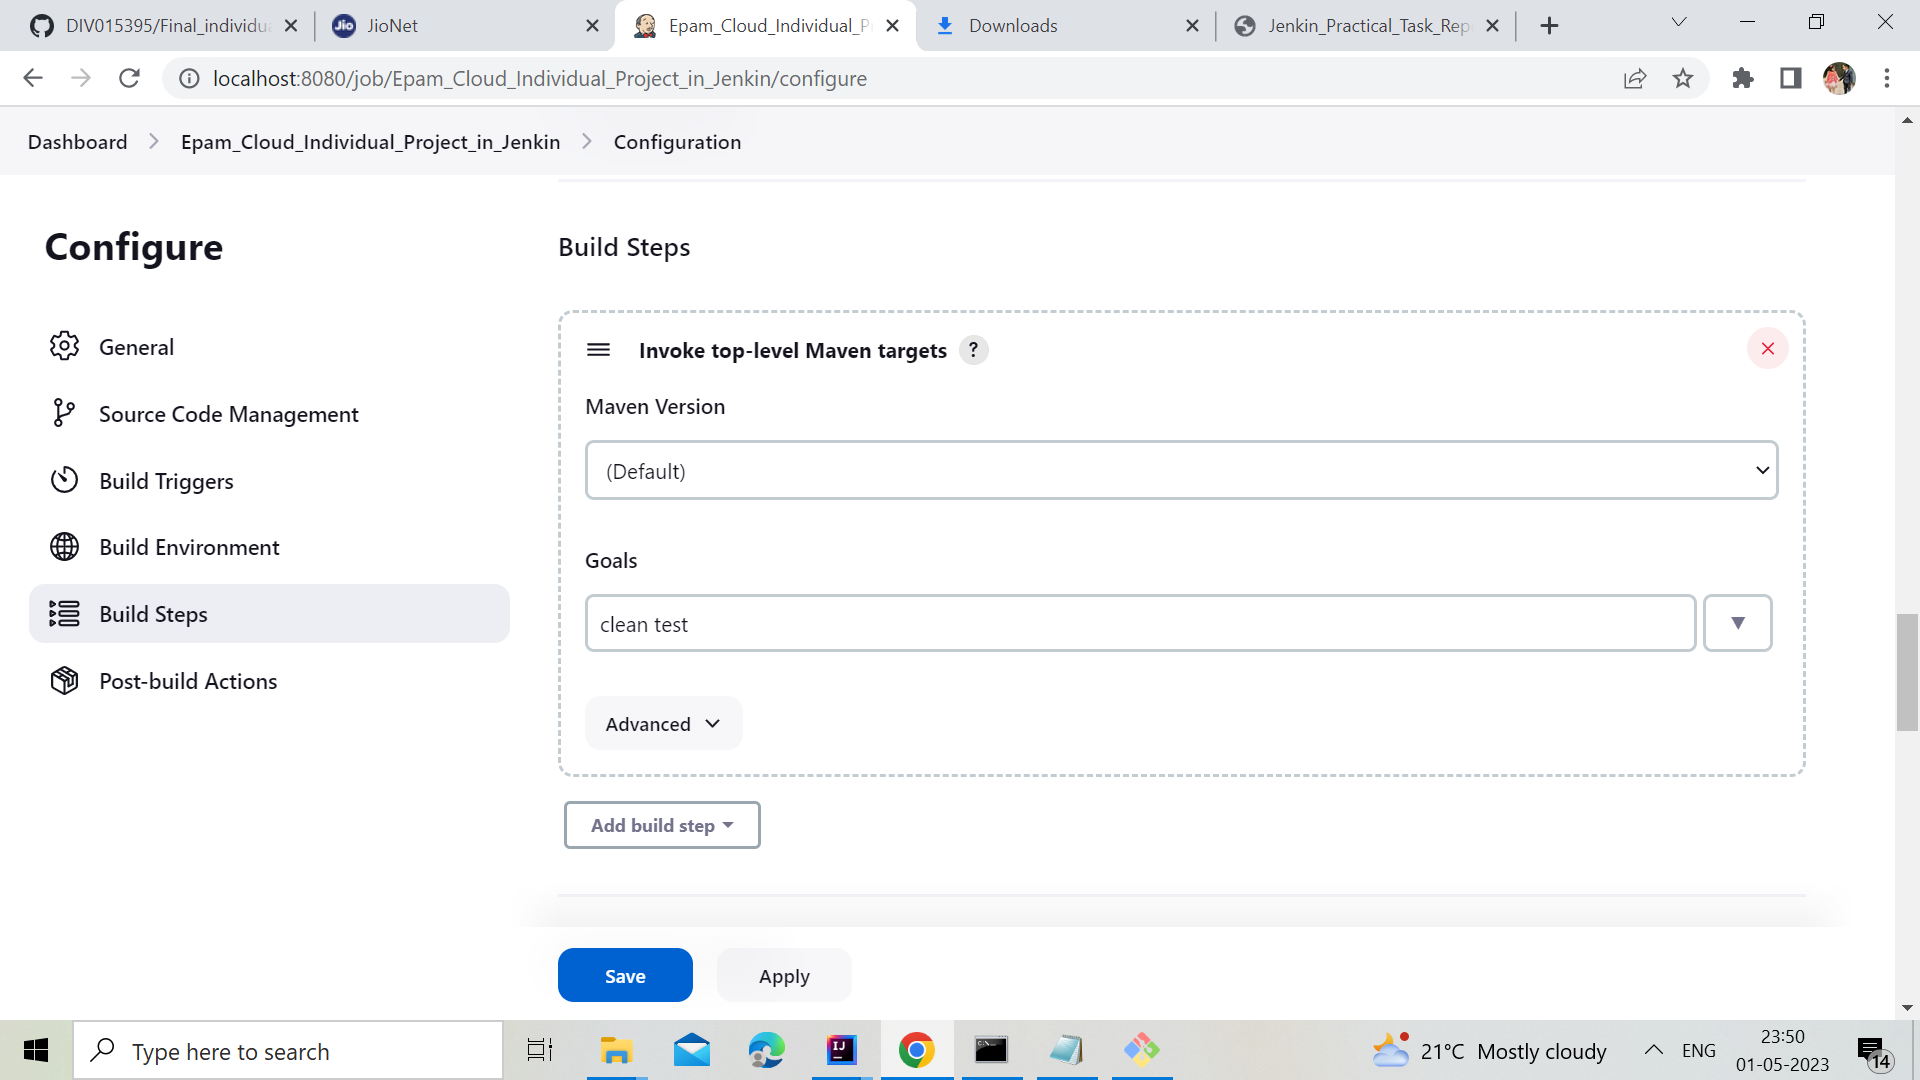 DIV015395/Final_individua
JioNet
Epam_Cloud_Individual_P
Downloads
Jenkin_Practical_Task_Rep
localhost:8080/job/Epam_Cloud_Individual_Project_in_Jenkin/configure
Dashboard
Epam_Cloud_Individual_Project_in_Jenkin
Configuration
Configure
General
Source Code Management
Build Triggers
Build Environment
Build Steps
Post-build Actions
Build Steps
Invoke top-level Maven targets ?
Maven Version
(Default)
Goals
clean test
Advanced
Add build step
Save
Apply
Type here to search
21°C Mostly cloudy
ENG
23:50
01-05-2023
14
Jio
IJ